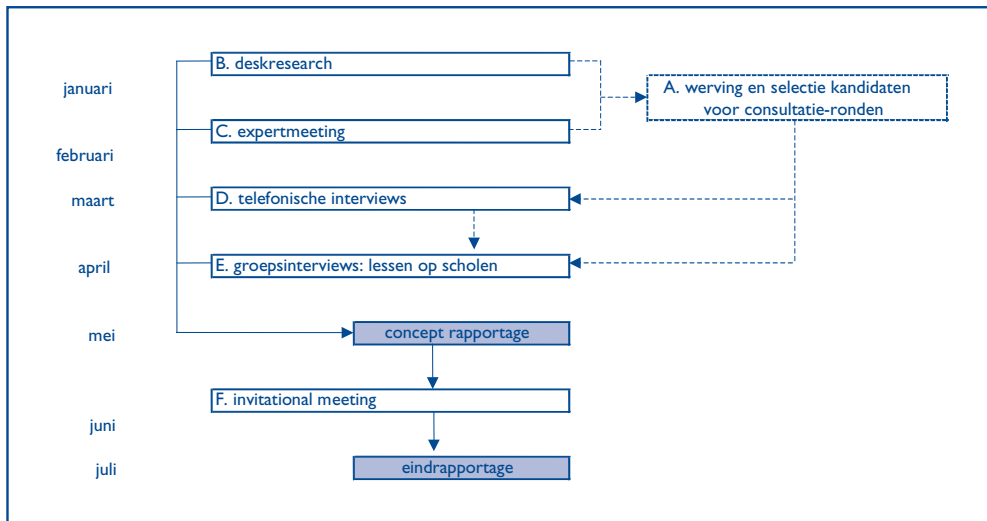 B. deskresearch
januari
A. werving en selectie kandidaten
voor consultatie-ronden
C. expertmeeting
februari
maart
D. telefonische interviews
april
E. groepsinterviews: lessen op scholen
mei
concept rapportage
F. invitational meeting
juni
juli
eindrapportage